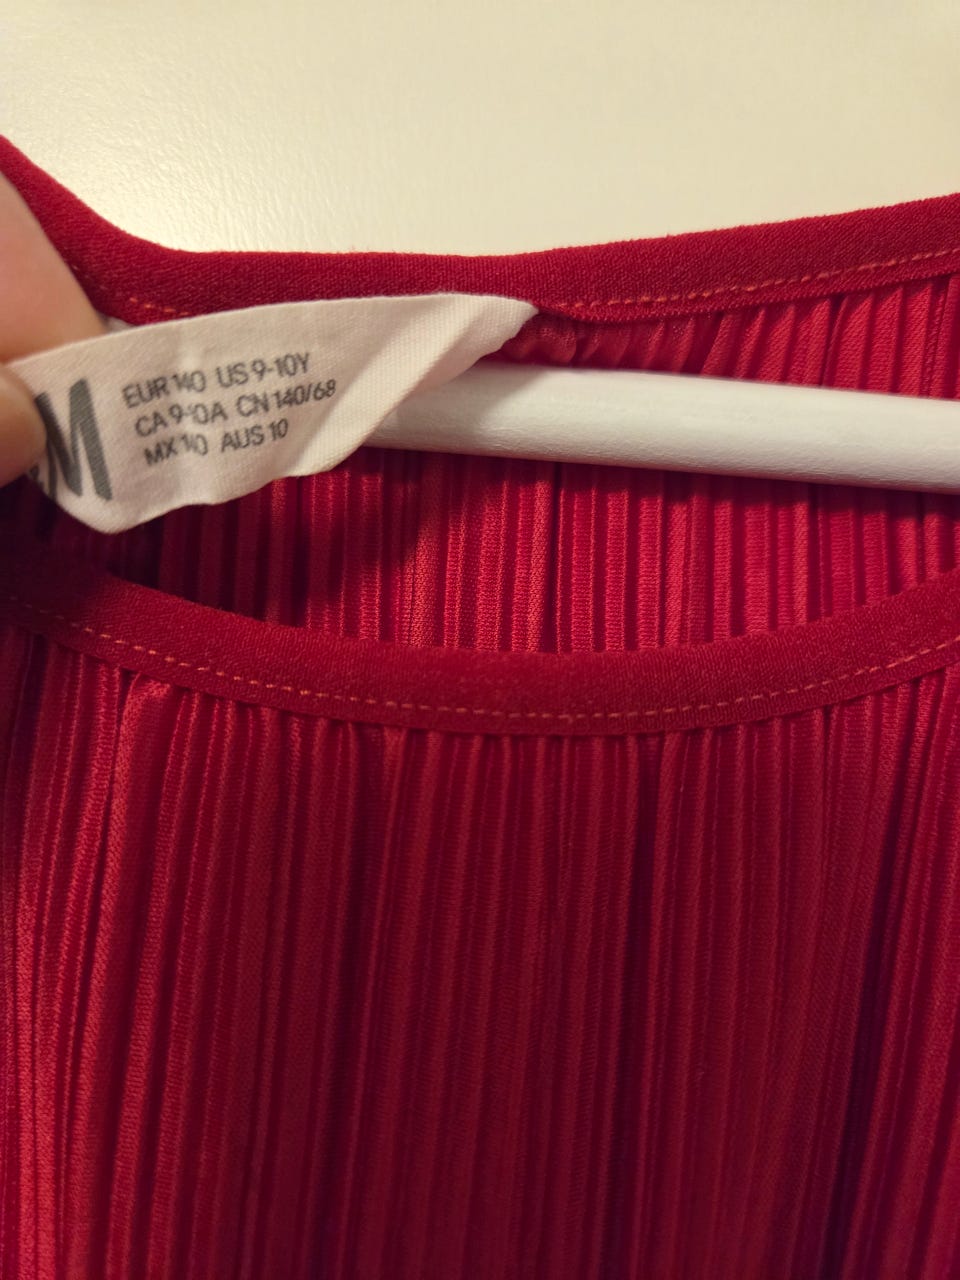 M
EUR 140 US 9-10Y
CA 9-10A CN 140/68
MX 140 AUS 10